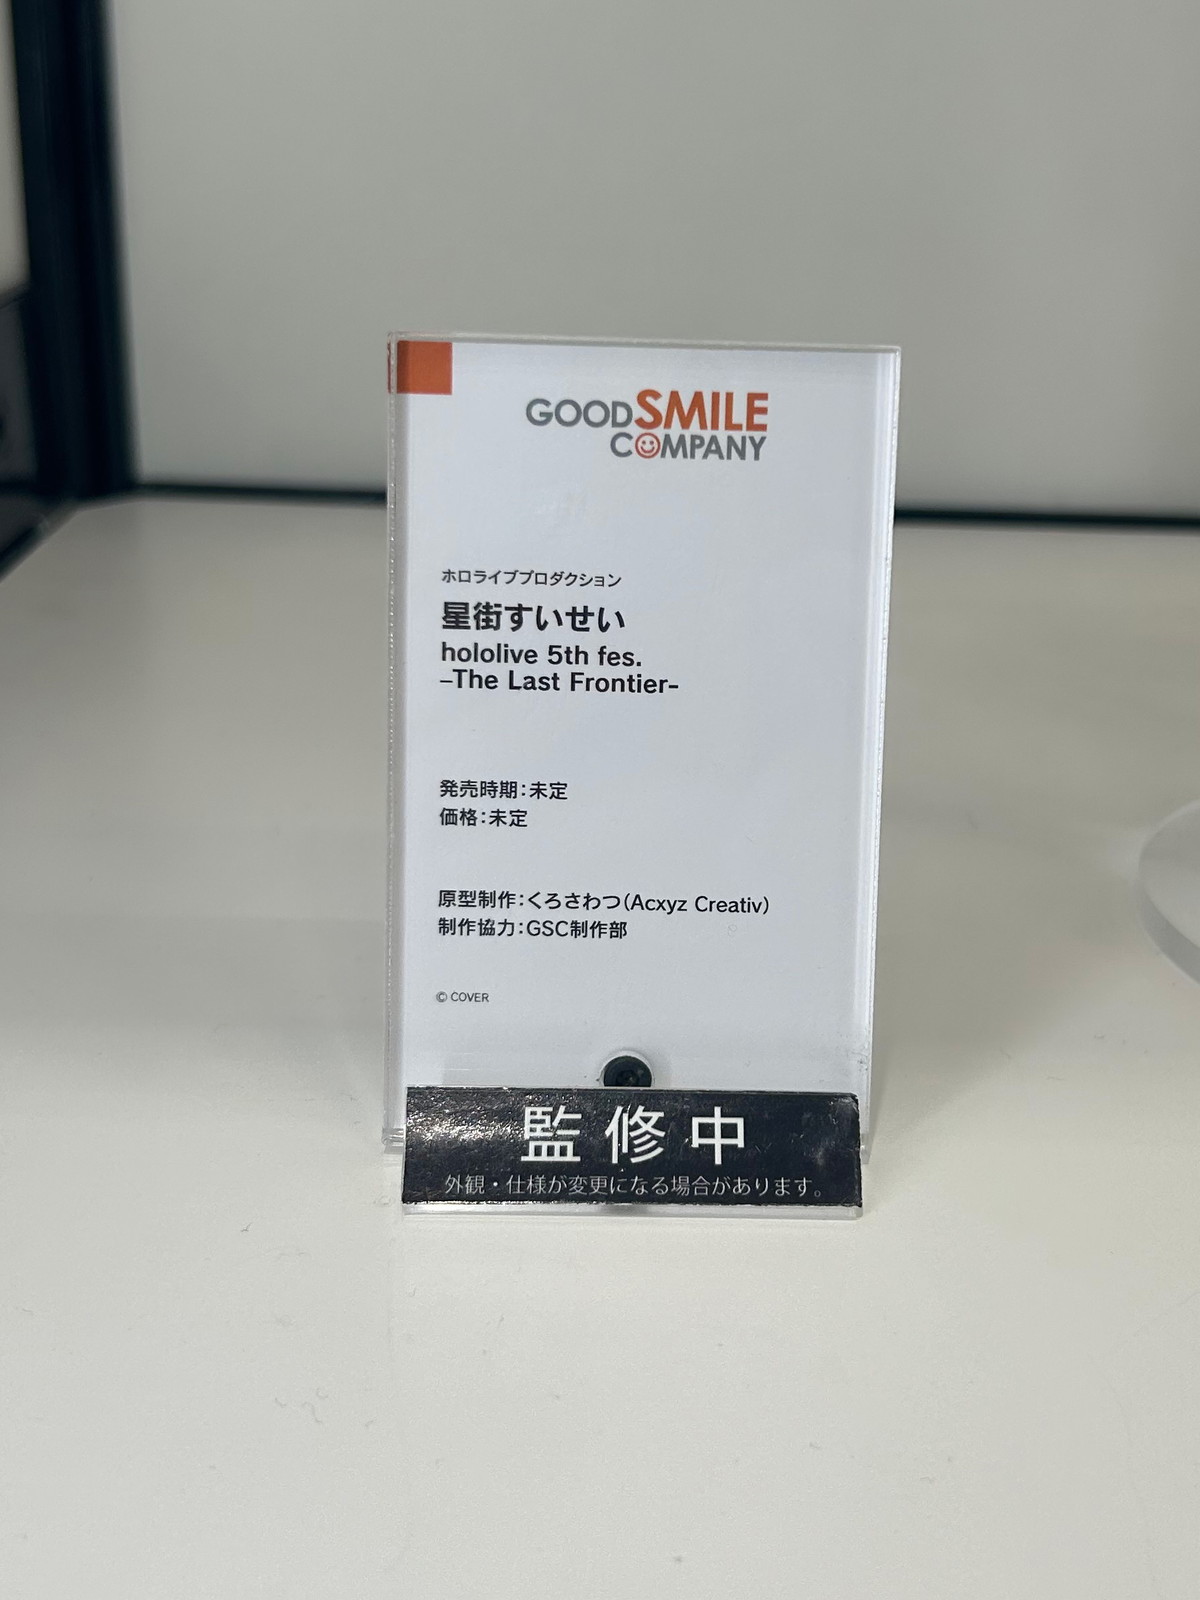 GOOD SMILE
COMPANY
ホロライブプロダクション
星街すいせい
hololive 5th fes.
–The Last Frontier–
発売時期：未定
価格：未定
原型制作：くろさわつ（Acxyz Creativ）
制作協力：GSC制作部
© COVER
監修中
外観・仕様が変更になる場合があります。